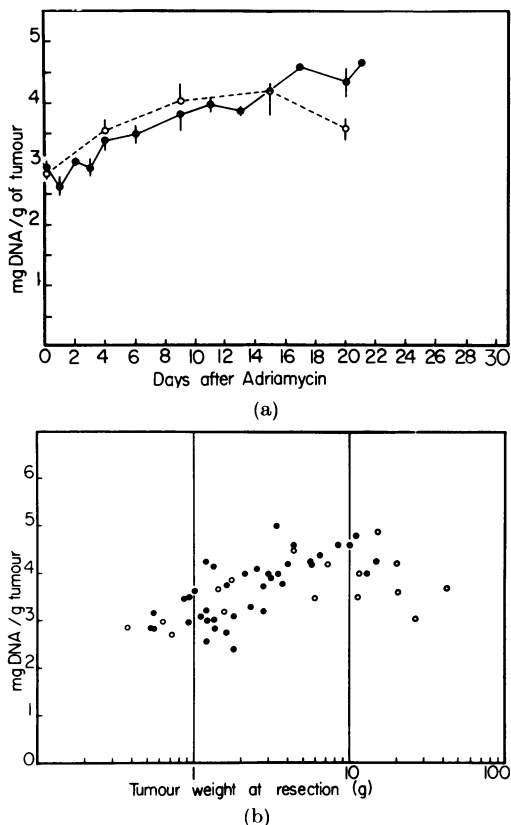 5
4
3
2
1
mg DNA/g of tumour
0 2 4 6 8 10 12 14 16 18 20 22 24 26 28 30
Days after Adriamycin
(a)
6
5
4
3
2
1
0
mg DNA/g tumour
1 10 100
Tumour weight at resection (g)
(b)